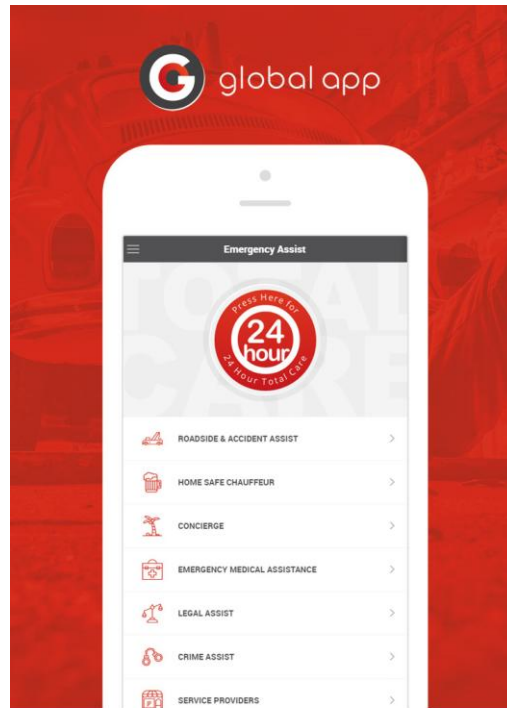 G global app
Emergency Assist
TOTAL
CARE
Press Here for
24
hour
24 Hour Total Care
ROADSIDE & ACCIDENT ASSIST
HOME SAFE CHAUFFEUR
CONCIERGE
EMERGENCY MEDICAL ASSISTANCE
LEGAL ASSIST
CRIME ASSIST
SERVICE PROVIDERS